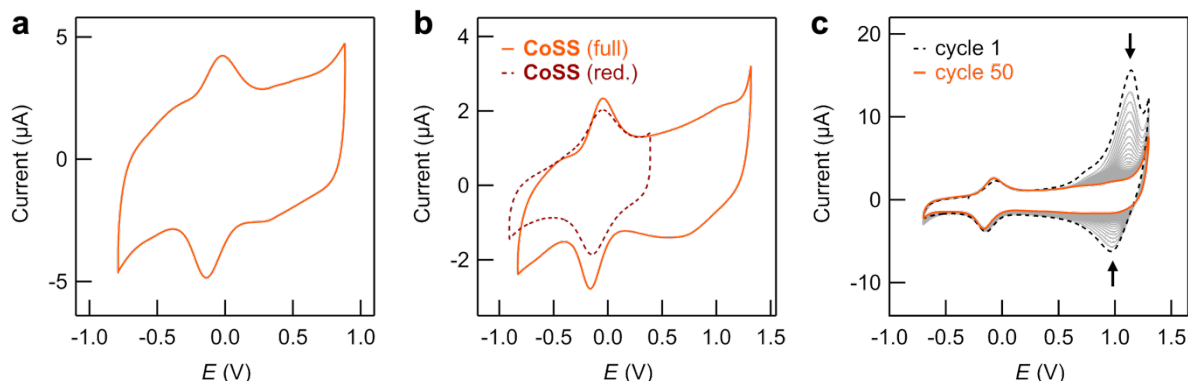 a
5
0
-5
Current (µA)
-1.0 -0.5 0.0 0.5 1.0
E (V)
b
CoSS (full)
CoSS (red.)
4
2
0
-2
Current (µA)
-1.0 -0.5 0.0 0.5 1.0 1.5
E (V)
c
cycle 1
cycle 50
20
10
0
-10
Current (µA)
-1.0 -0.5 0.0 0.5 1.0 1.5
E (V)